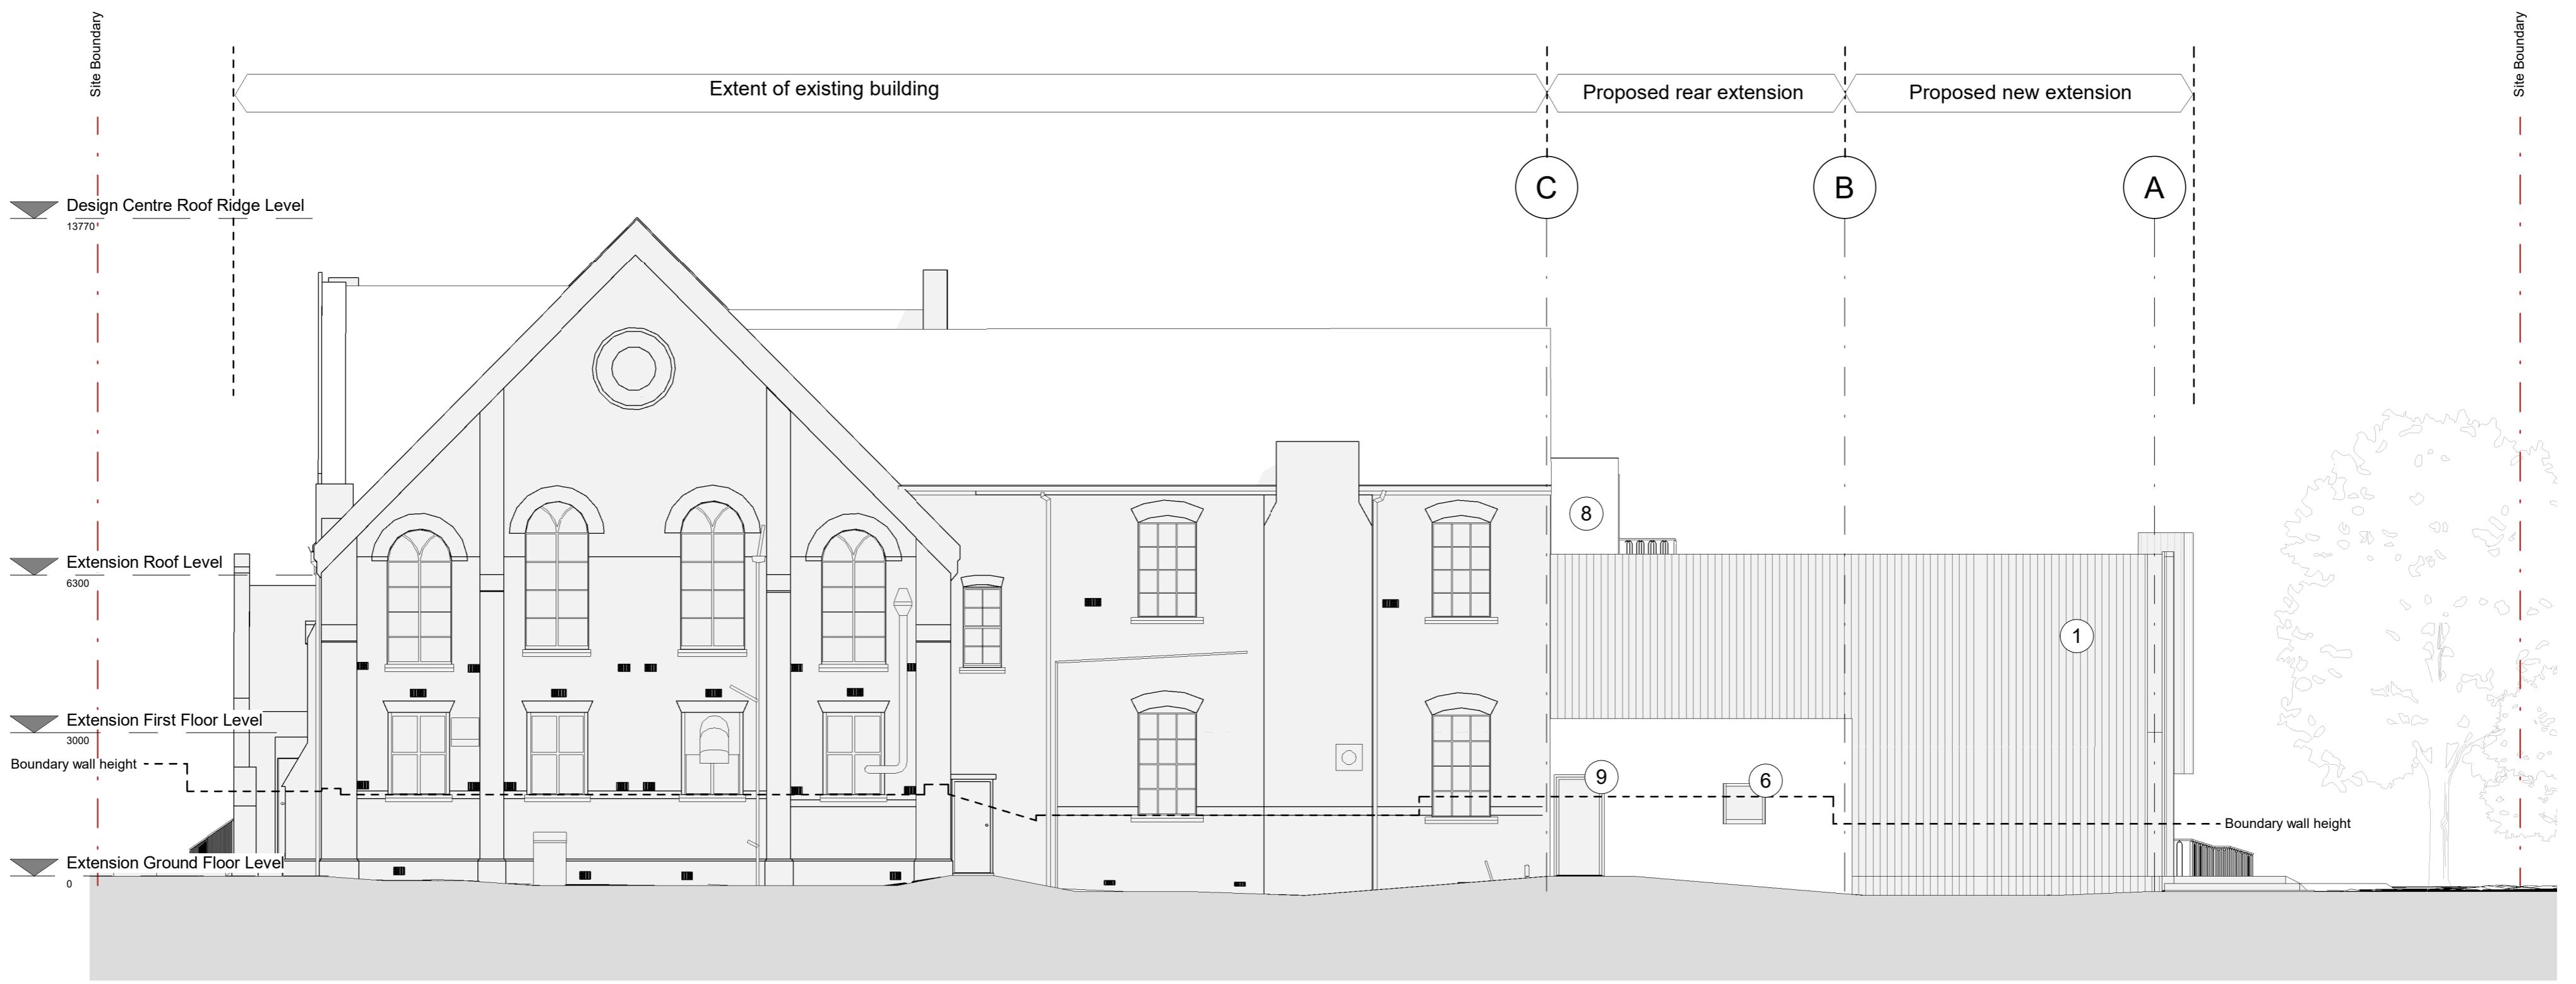 Site Boundary
Site Boundary
Extent of existing building
Proposed rear extension
Proposed new extension
C
B
A
Design Centre Roof Ridge Level
13770
8
Extension Roof Level
6300
1
Extension First Floor Level
3000
Boundary wall height
9
6
Boundary wall height
Extension Ground Floor Level
0